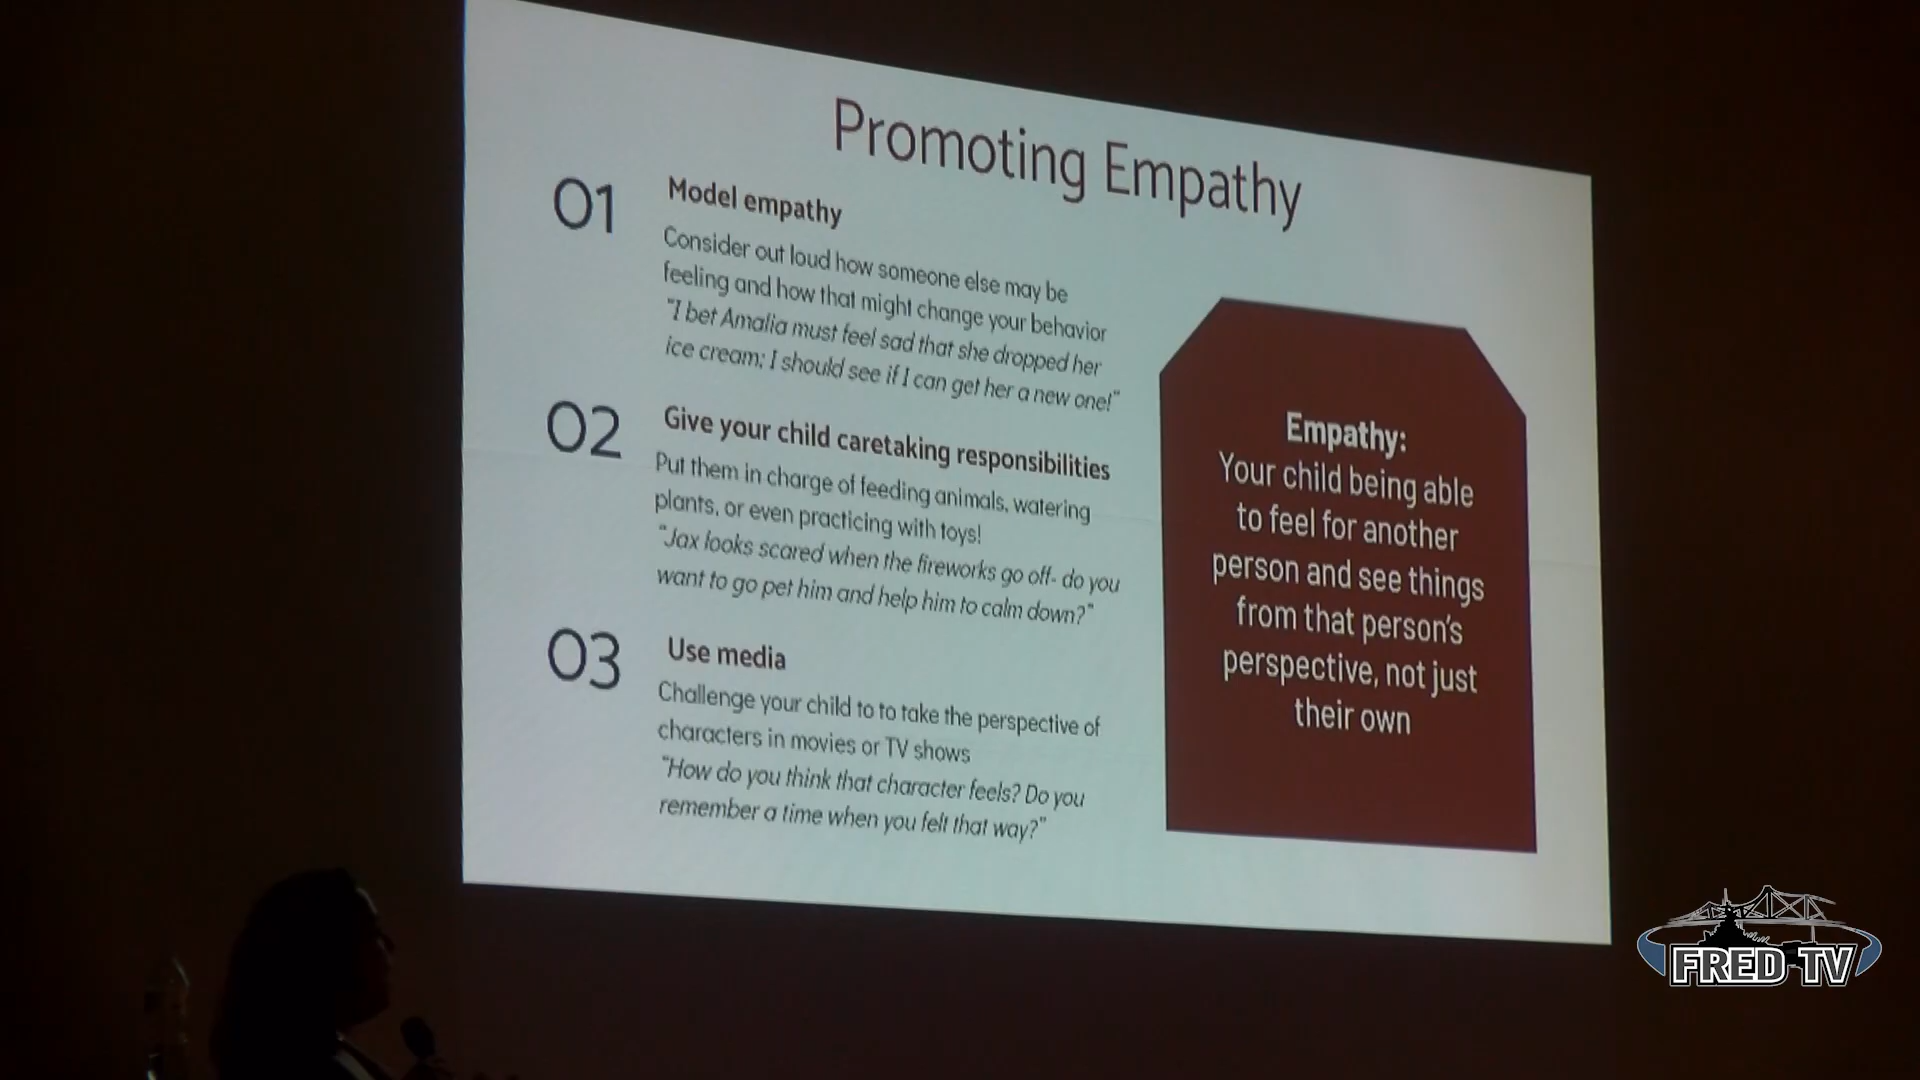 Promoting Empathy
01
Model empathy
Consider out loud how someone else may be
feeling and how that might change your behavior
"I bet Amalia must feel sad that she dropped her
ice cream; I should see if I can get her a new one!"
02
Give your child caretaking responsibilities
Put them in charge of feeding animals, watering
plants, or even practicing with toys!
"Jax looks scared when the fireworks go off- do you
want to go pet him and help him to calm down?"
03
Use media
Challenge your child to to take the perspective of
characters in movies or TV shows
"How do you think that character feels? Do you
remember a time when you felt that way?"
Empathy:
Your child being able
to feel for another
person and see things
from that person's
perspective, not just
their own
FRED TV